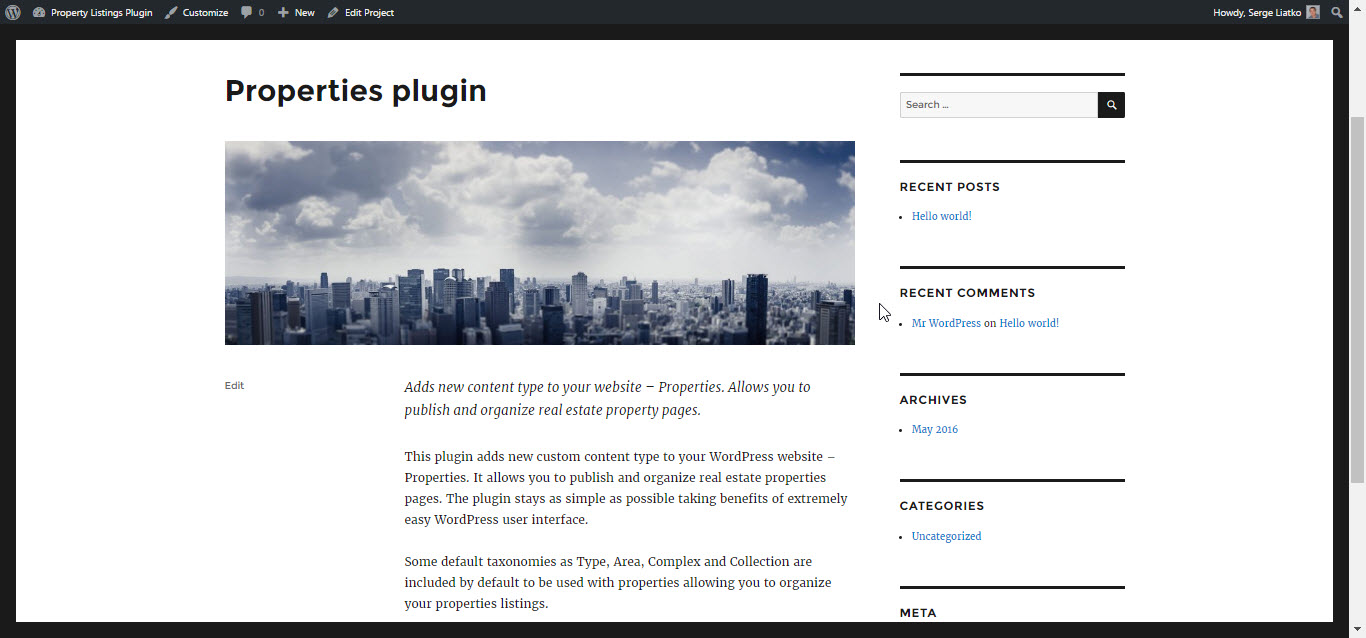 Property Listings Plugin Customize 0 New Edit Project Howdy, Serge Liatko
Properties plugin
Edit
Adds new content type to your website – Properties. Allows you to
publish and organize real estate property pages.
This plugin adds new custom content type to your WordPress website –
Properties. It allows you to publish and organize real estate properties
pages. The plugin stays as simple as possible taking benefits of extremely
easy WordPress user interface.
Some default taxonomies as Type, Area, Complex and Collection are
included by default to be used with properties allowing you to organize
your properties listings.
Search …
RECENT POSTS
Hello world!
RECENT COMMENTS
Mr WordPress on Hello world!
ARCHIVES
May 2016
CATEGORIES
Uncategorized
META